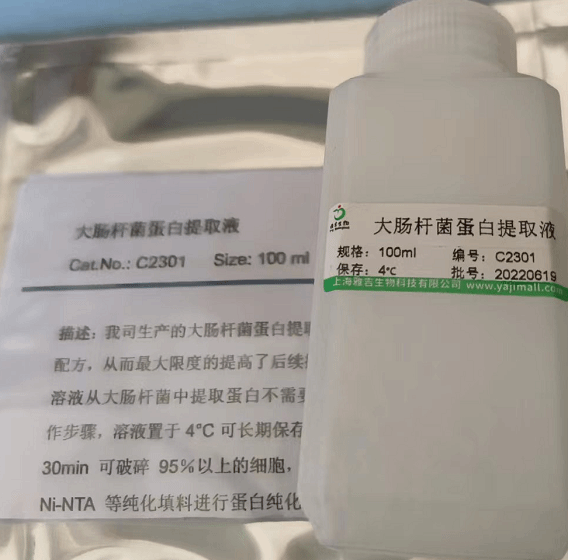 大肠杆菌蛋白提取液
Cat.No.: C2301 Size: 100 ml
描述：我司生产的大肠杆菌蛋白提
配方，从而最大限度的提高了后续
溶液从大肠杆菌中提取蛋白不需
作步骤，溶液置于 4°C 可长期保存
30min 可破碎 95%以上的细胞，
Ni-NTA 等纯化填料进行蛋白纯化
大肠杆菌蛋白提取液
规格：100ml 编号：C2301
保存：4℃ 批号：20220619
上海雅吉生物科技有限公司 www.yajimall.com